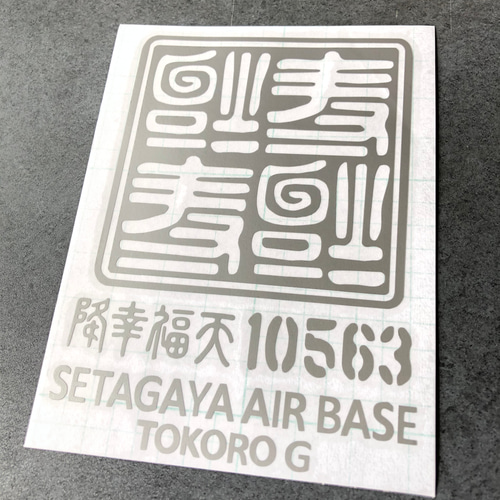 降幸福天 10563
SETAGAYA AIR BASE
TOKORO G